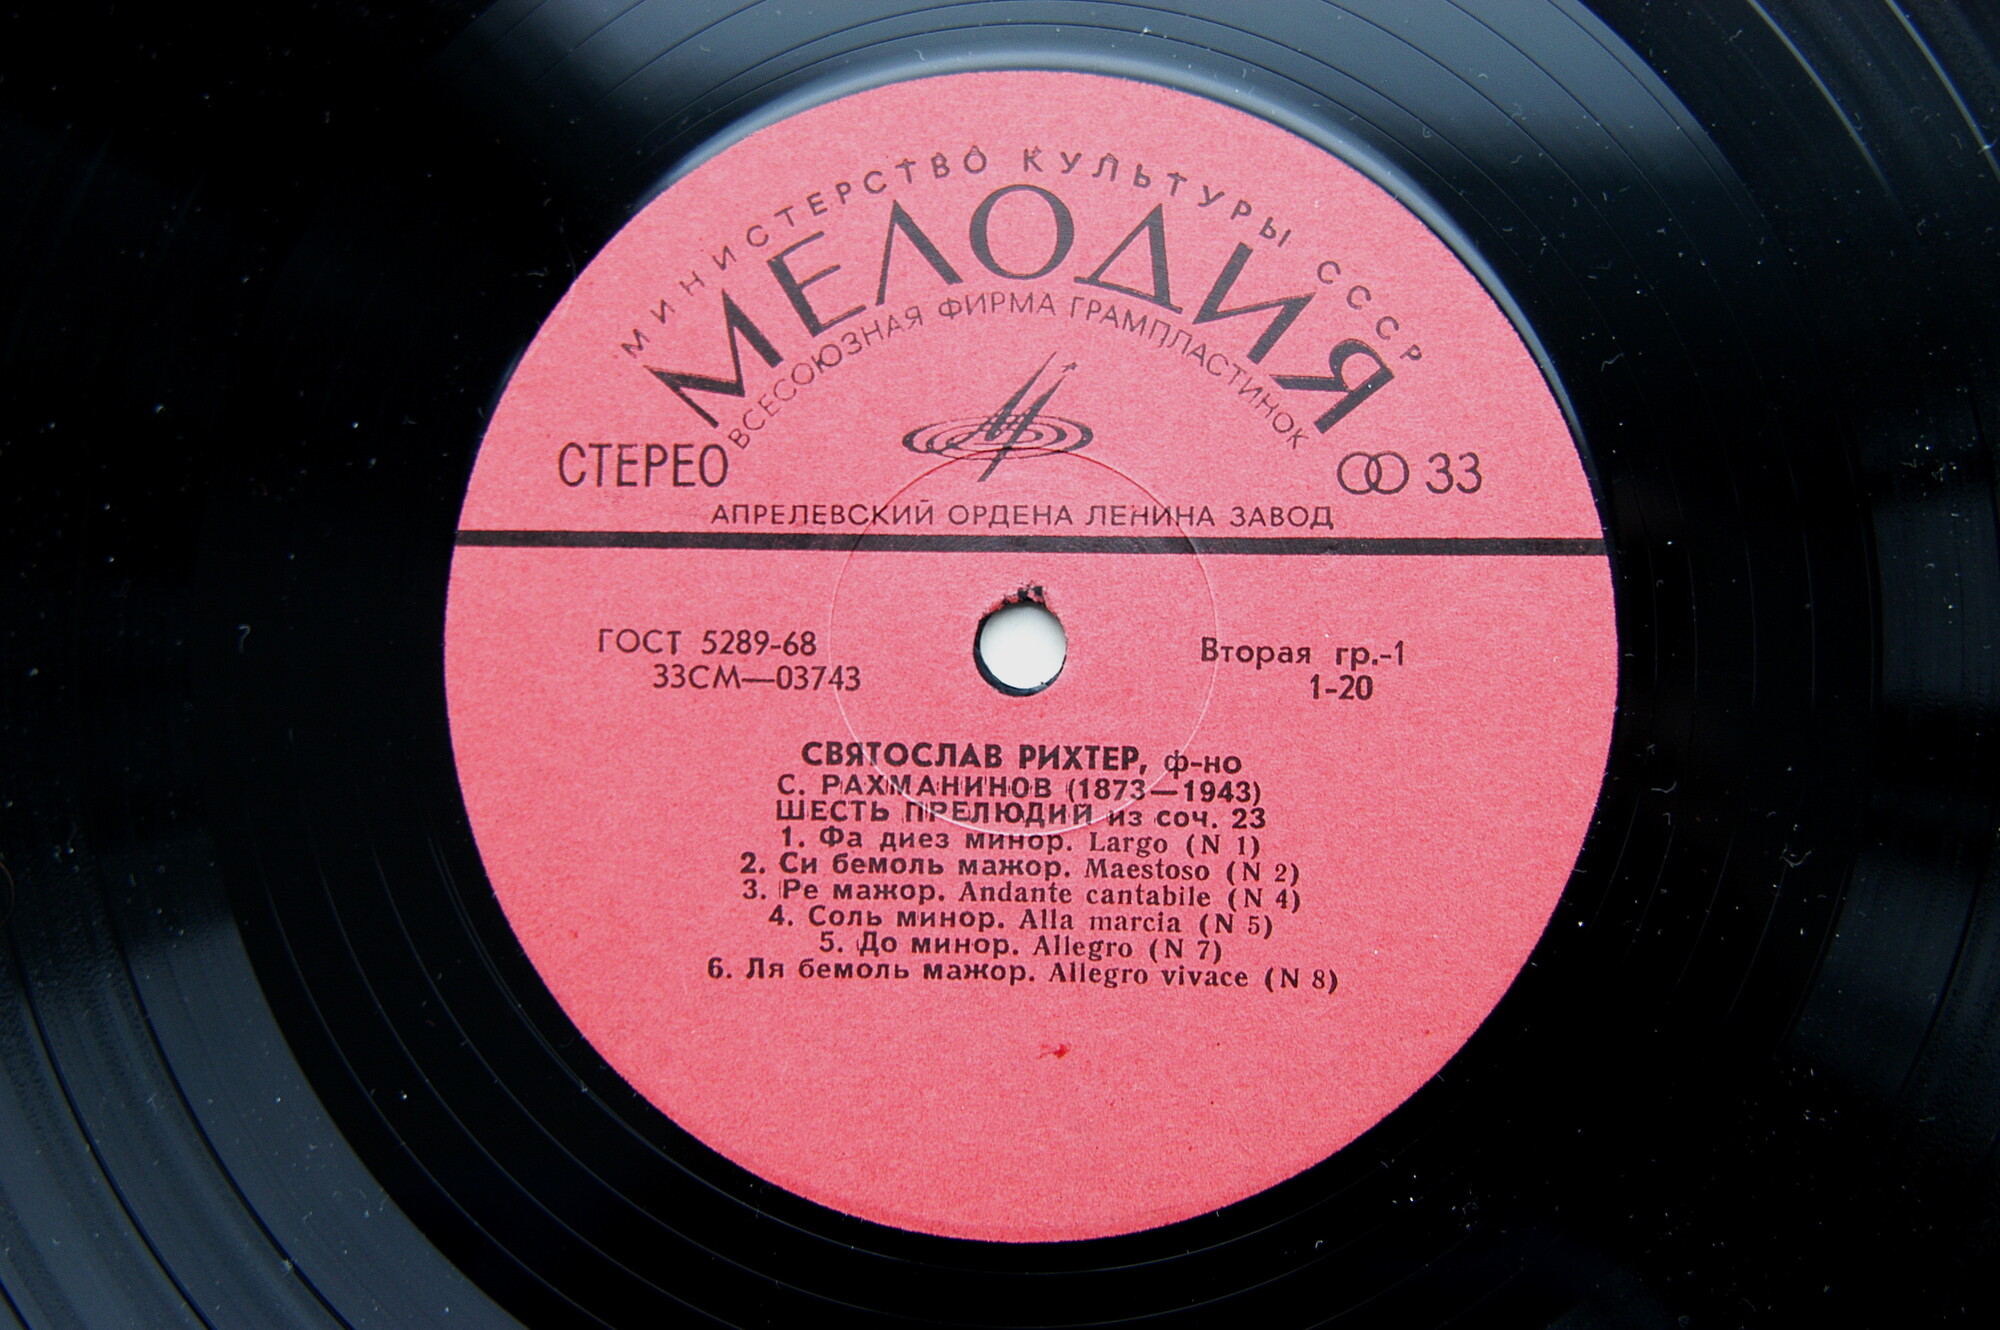 МИНИСТЕРСТВО КУЛЬТУРЫ СССР
МЕЛОДИЯ
ВСЕСОЮЗНАЯ ФИРМА ГРАМПЛАСТИНОК
СТЕРЕО
33
АПРЕЛЕВСКИЙ ОРДЕНА ЛЕНИНА ЗАВОД
ГОСТ 5289-68
33СМ—03743
Вторая гр.-1
1-20
СВЯТОСЛАВ РИХТЕР, ф-но
С. РАХМАНИНОВ (1873—1943)
ШЕСТЬ ПРЕЛЮДИЙ из соч. 23
1. Фа диез минор. Largo (N 1)
2. Си бемоль мажор. Maestoso (N 2)
3. Ре мажор. Andante cantabile (N 4)
4. Соль минор. Alla marcia (N 5)
5. До минор. Allegro (N 7)
6. Ля бемоль мажор. Allegro vivace (N 8)